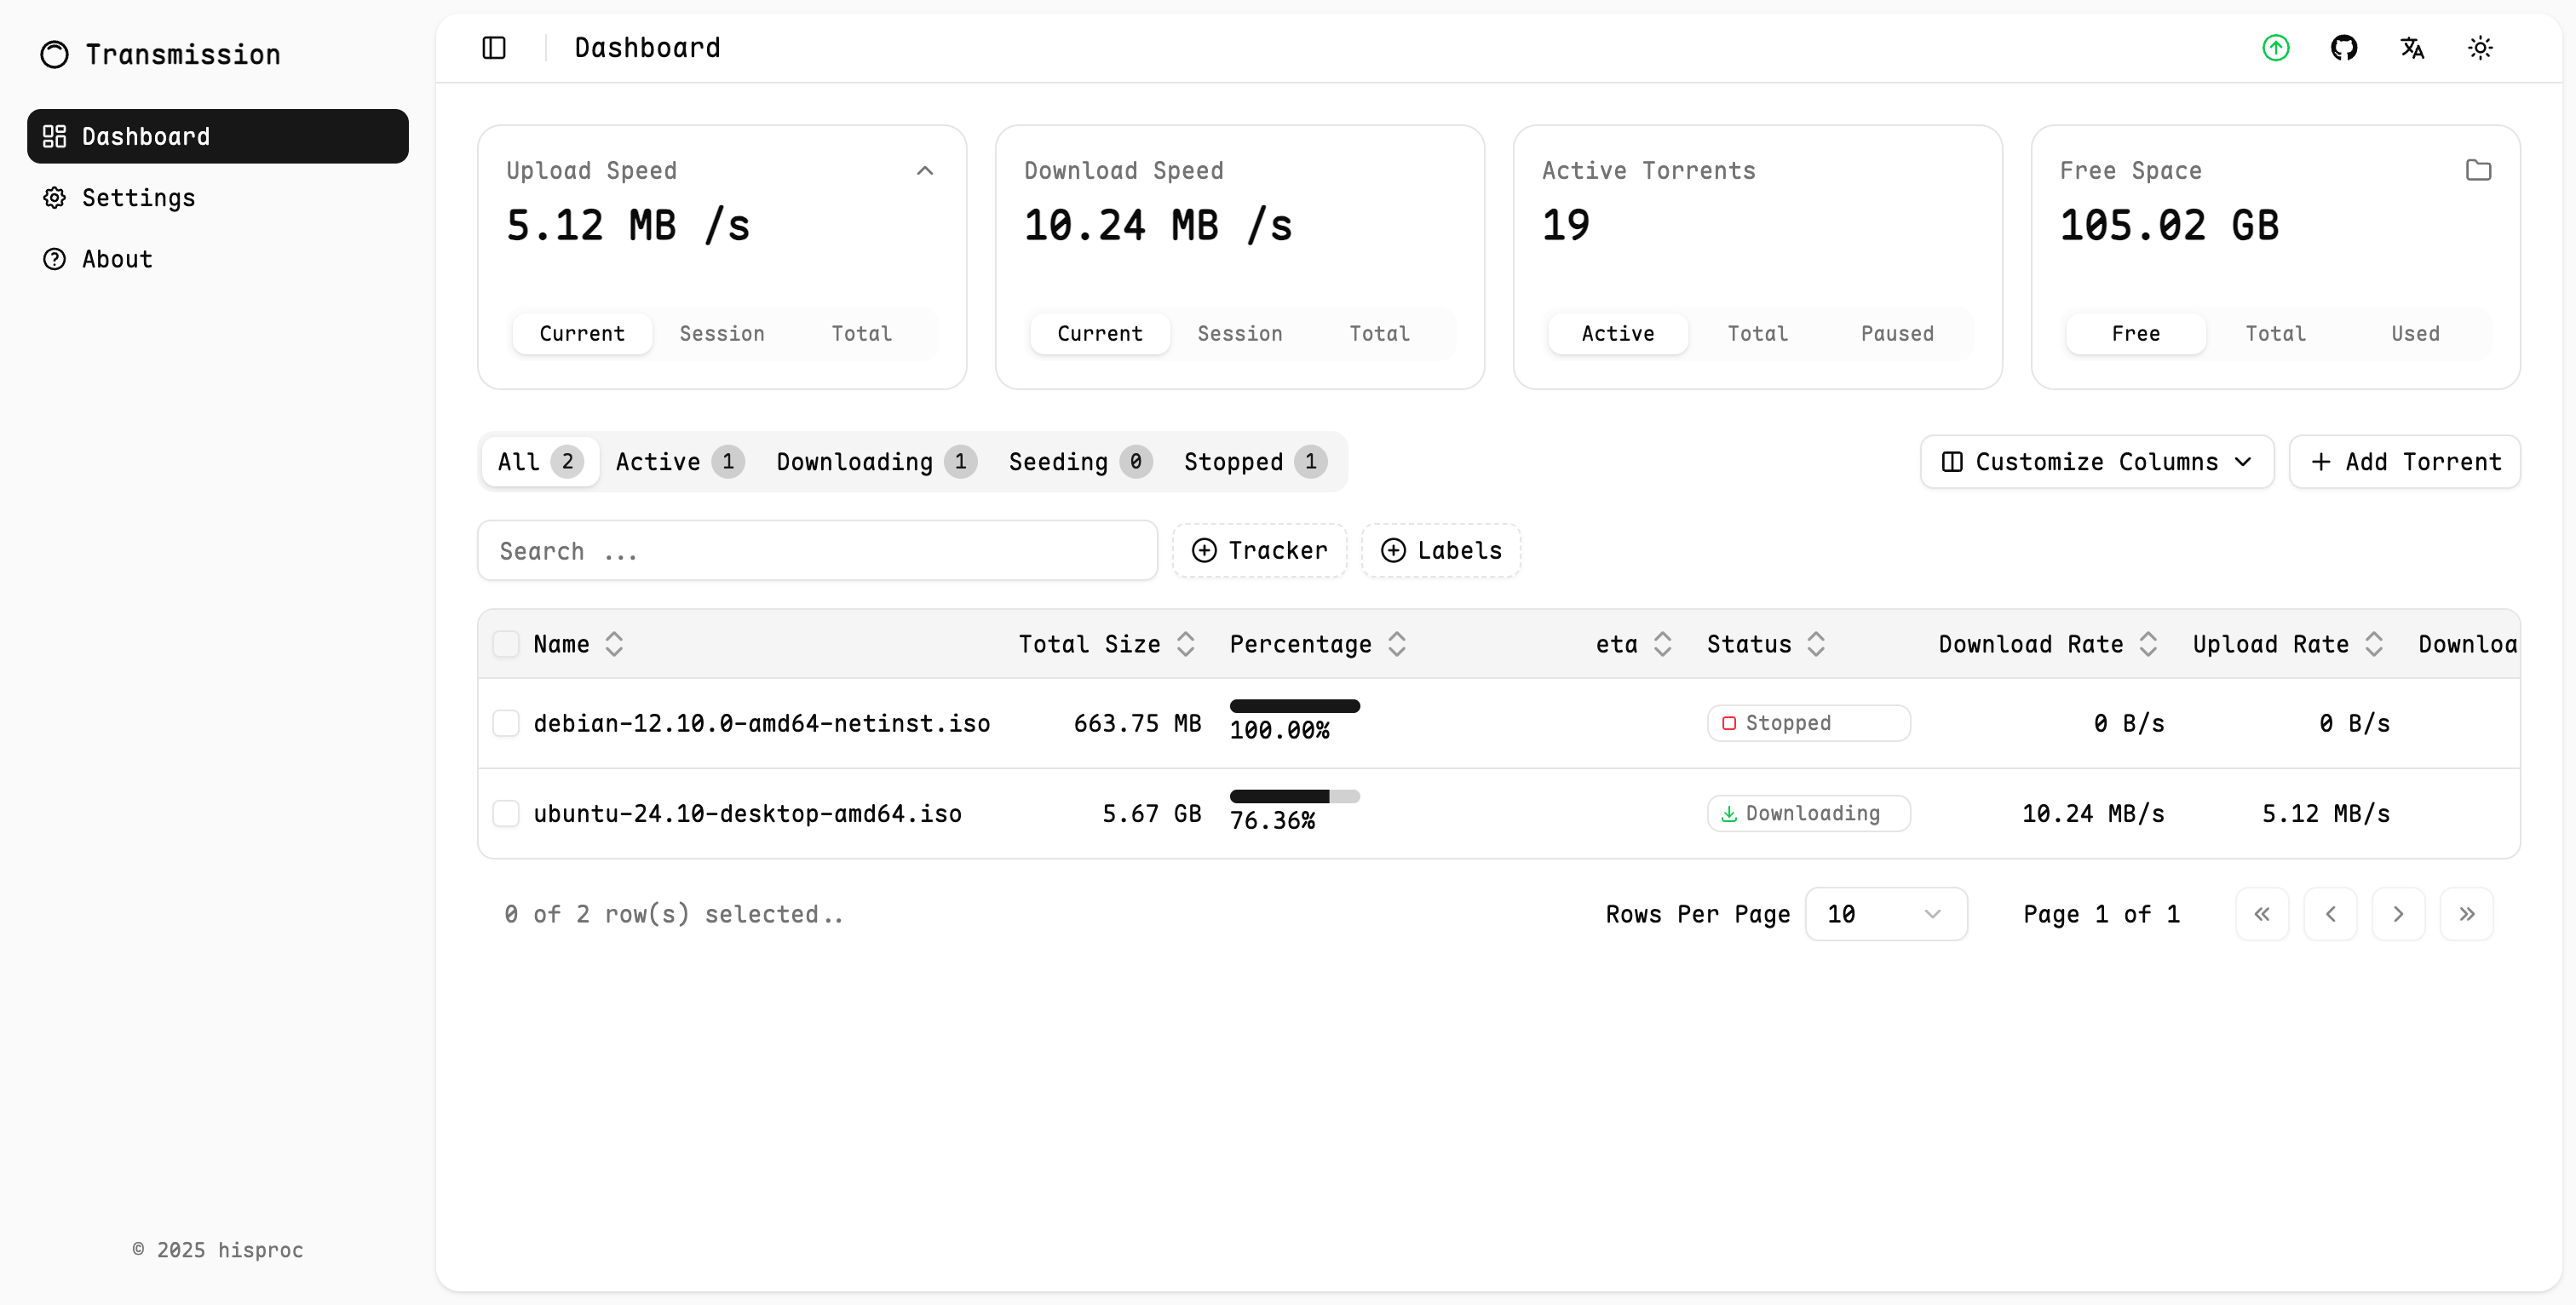 Transmission
Dashboard
Settings
About
© 2025 hisproc
Dashboard
Upload Speed
5.12 MB /s
Current Session Total
Download Speed
10.24 MB /s
Current Session Total
Active Torrents
19
Active Total Paused
Free Space
105.02 GB
Free Total Used
All 2 Active 1 Downloading 1 Seeding 0 Stopped 1
Customize Columns
+ Add Torrent
Search ...
Tracker
Labels
Name Total Size Percentage eta Status Download Rate Upload Rate Downloa
debian-12.10.0-amd64-netinst.iso 663.75 MB 100.00% Stopped 0 B/s 0 B/s
ubuntu-24.10-desktop-amd64.iso 5.67 GB 76.36% Downloading 10.24 MB/s 5.12 MB/s
0 of 2 row(s) selected..
Rows Per Page 10 Page 1 of 1